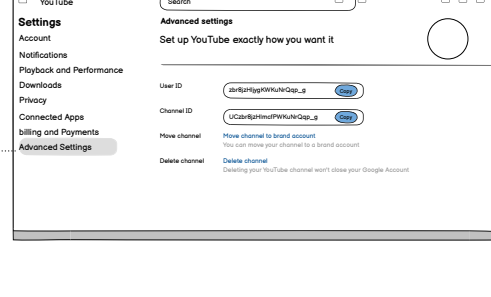 YouTube
Search
Settings
Account
Notifications
Playback and Performance
Downloads
Privacy
Connected Apps
billing and Payments
Advanced Settings
Advanced settings
Set up YouTube exactly how you want it
User ID
zbrBjzHIjygKWKuNrQqp_g
Copy
Channel ID
UCzbrBjzHImcfPWKuNrQqp_g
Copy
Move channel
Move channel to brand account
You can move your channel to a brand account
Delete channel
Delete channel
Deleting your YouTube channel won't close your Google Account